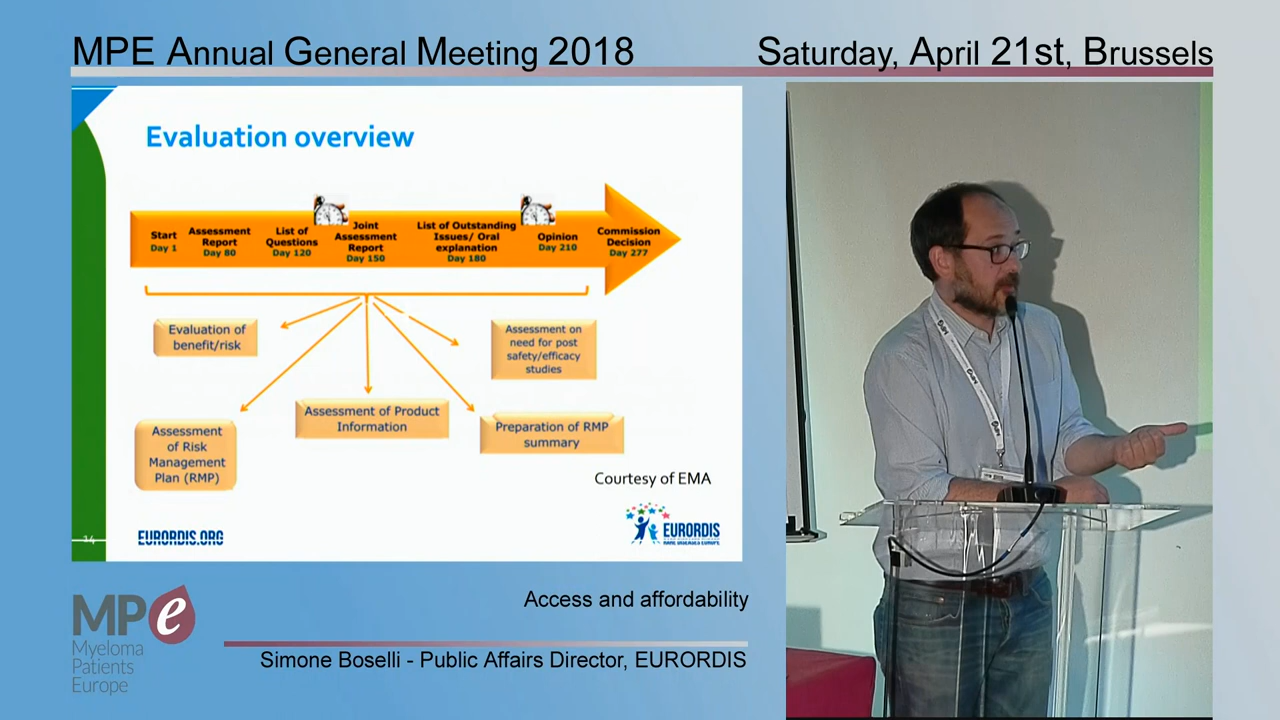 MPE Annual General Meeting 2018
Saturday, April 21st, Brussels
Evaluation overview
Start
Day 1
Assessment
Report
Day 80
List of
Questions
Day 120
Joint
Assessment
Report
Day 150
List of Outstanding
Issues/ Oral
explanation
Day 180
Opinion
Day 210
Commission
Decision
Day 277
Evaluation of
benefit/risk
Assessment on
need for post
safety/efficacy
studies
Assessment of Product
Information
Assessment
of Risk
Management
Plan (RMP)
Preparation of RMP
summary
Courtesy of EMA
14
EURORDIS.ORG
EURORDIS
RARE DISEASES EUROPE
MPe
Myeloma
Patients
Europe
Access and affordability
Simone Boselli - Public Affairs Director, EURORDIS